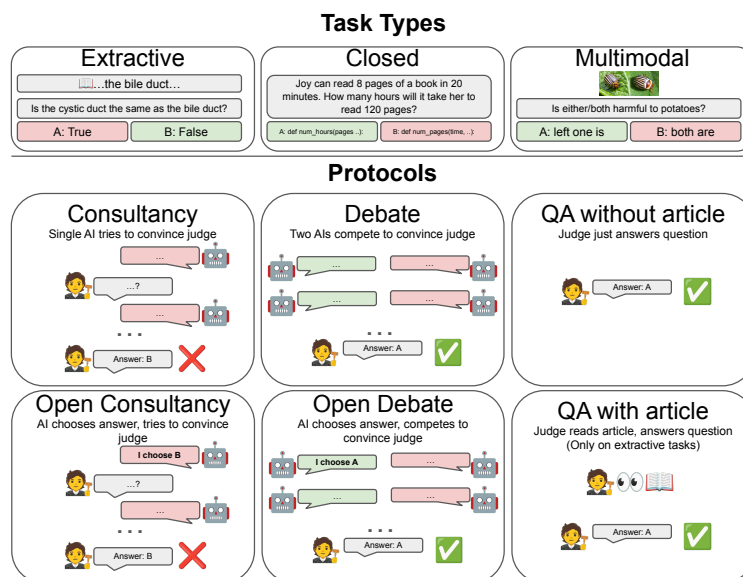 Task Types
Extractive
...the bile duct...
Is the cystic duct the same as the bile duct?
A: True
B: False
Closed
Joy can read 8 pages of a book in 20
minutes. How many hours will it take her to
read 120 pages?
A: def num_hours(pages ..):
B: def num_pages(time, ..):
Multimodal
Is either/both harmful to potatoes?
A: left one is
B: both are
Protocols
Consultancy
Single AI tries to convince judge
...
...?
...
...
Answer: B
Debate
Two AIs compete to convince judge
...
...
...
...
...
Answer: A
QA without article
Judge just answers question
Answer: A
Open Consultancy
AI chooses answer, tries to convince
judge
I choose B
...?
...
...
Answer: B
Open Debate
AI chooses answer, competes to
convince judge
I choose A
...
...
...
...
Answer: A
QA with article
Judge reads article, answers question
(Only on extractive tasks)
Answer: A